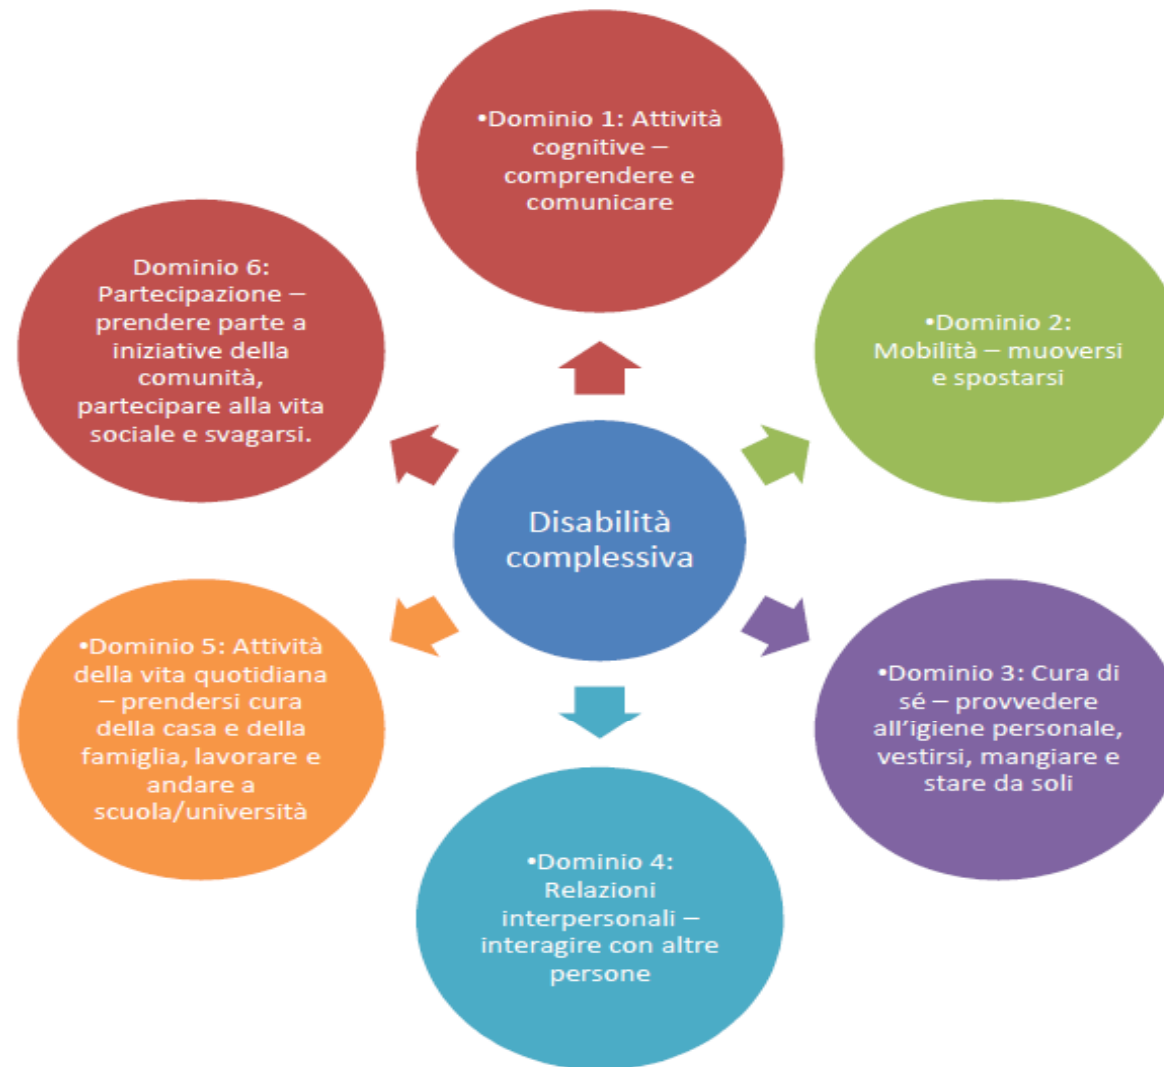 •Dominio 1: Attività
cognitive –
comprendere e
comunicare
•Dominio 2:
Mobilità – muoversi
e spostarsi
•Dominio 3: Cura di
sé – provvedere
all’igiene personale,
vestirsi, mangiare e
stare da soli
•Dominio 4:
Relazioni
interpersonali –
interagire con altre
persone
•Dominio 5: Attività
della vita quotidiana
– prendersi cura
della casa e della
famiglia, lavorare e
andare a
scuola/università
Dominio 6:
Partecipazione –
prendere parte a
iniziative della
comunità,
partecipare alla vita
sociale e svagarsi.
Disabilità
complessiva